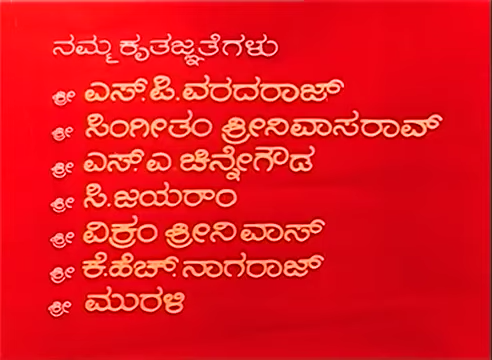 ನಮ್ಮ ಕೃತಜ್ಞತೆಗಳು
ಶ್ರೀ ಎಸ್.ಪಿ.ವರದರಾಜ್
ಶ್ರೀ ಸಿಂಗೀತಂ ಶ್ರೀನಿವಾಸರಾವ್
ಶ್ರೀ ಎಸ್.ಎ ಚಿನ್ನೇಗೌಡ
ಶ್ರೀ ಸಿ.ಜಯರಾಂ
ಶ್ರೀ ವಿಕ್ರಂ ಶ್ರೀನಿವಾಸ್
ಶ್ರೀ ಕೆ.ಹೆಚ್.ನಾಗರಾಜ್
ಶ್ರೀ ಮುರಳಿ